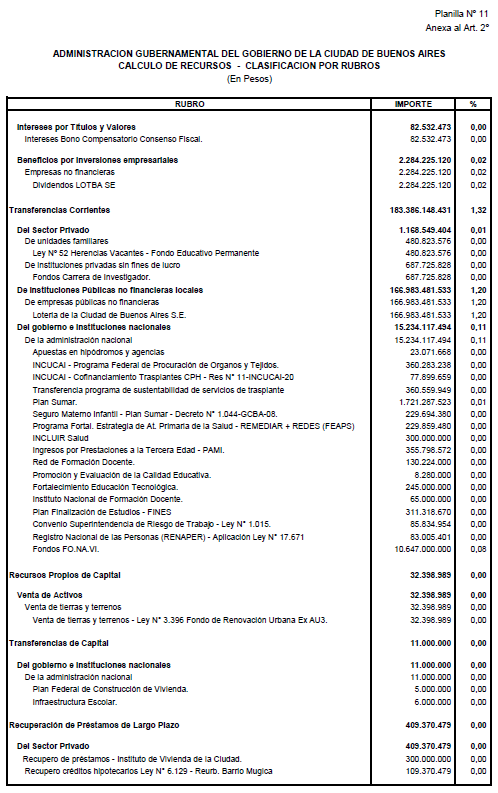 Planilla Nº 11
Anexa al Art. 2º
ADMINISTRACION GUBERNAMENTAL DEL GOBIERNO DE LA CIUDAD DE BUENOS AIRES
CALCULO DE RECURSOS - CLASIFICACION POR RUBROS
(En Pesos)
RUBRO IMPORTE %
Intereses por Títulos y Valores 82.532.473 0,00
Intereses Bono Compensatorio Consenso Fiscal. 82.532.473 0,00
Beneficios por Inversiones empresariales 2.284.225.120 0,02
Empresas no financieras 2.284.225.120 0,02
Dividendos LOTBA SE 2.284.225.120 0,02
Transferencias Corrientes 183.386.148.431 1,32
Del Sector Privado 1.168.549.404 0,01
De unidades familiares 480.823.576 0,00
Ley Nº 52 Herencias Vacantes - Fondo Educativo Permanente 480.823.576 0,00
De Instituciones privadas sin fines de lucro 687.725.828 0,00
Fondos Carrera de Investigador. 687.725.828 0,00
De Instituciones Públicas no financieras locales 166.983.481.533 1,20
De empresas públicas no financieras 166.983.481.533 1,20
Loteria de la Ciudad de Buenos Aires S.E. 166.983.481.533 1,20
Del gobierno e Instituciones nacionales 15.234.117.494 0,11
De la administración nacional 15.234.117.494 0,11
Apuestas en hipódromos y agencias 23.071.668 0,00
INCUCAI - Programa Federal de Procuración de Organos y Tejidos. 360.283.238 0,00
INCUCAI - Cofinanciamiento Trasplantes CPH - Res N° 11-INCUCAI-20 77.899.659 0,00
Transferencia programa de sustentabilidad de servicios de trasplante 360.559.949 0,00
Plan Sumar. 1.721.287.523 0,01
Seguro Materno Infantil - Plan Sumar - Decreto N° 1.044-GCBA-08. 229.694.380 0,00
Programa Fortal. Estrategia de At. Primaria de la Salud - REMEDIAR + REDES (FEAPS) 229.859.480 0,00
INCLUIR Salud 300.000.000 0,00
Ingresos por Prestaciones a la Tercera Edad - PAMI. 355.798.572 0,00
Red de Formación Docente. 130.224.000 0,00
Promoción y Evaluación de la Calidad Educativa. 8.280.000 0,00
Fortalecimiento Educación Tecnológica. 245.000.000 0,00
Instituto Nacional de Formación Docente. 65.000.000 0,00
Plan Finalización de Estudios - FINES 311.318.670 0,00
Convenio Superintendencia de Riesgo de Trabajo - Ley N° 1.015. 85.834.954 0,00
Registro Nacional de las Personas (RENAPER) - Aplicación Ley N° 17.671 83.005.401 0,00
Fondos FO.NA.VI. 10.647.000.000 0,08
Recursos Propios de Capital 32.398.989 0,00
Venta de Activos 32.398.989 0,00
Venta de tierras y terrenos 32.398.989 0,00
Venta de tierras y terrenos - Ley N° 3.396 Fondo de Renovación Urbana Ex AU3. 32.398.989 0,00
Transferencias de Capital 11.000.000 0,00
Del gobierno e Instituciones nacionales 11.000.000 0,00
De la administración nacional 11.000.000 0,00
Plan Federal de Construcción de Vivienda. 5.000.000 0,00
Infraestructura Escolar. 6.000.000 0,00
Recuperación de Préstamos de Largo Plazo 409.370.479 0,00
Del Sector Privado 409.370.479 0,00
Recupero de préstamos - Instituto de Vivienda de la Ciudad. 300.000.000 0,00
Recupero créditos hipotecarios Ley N° 6.129 - Reurb. Barrio Mugica 109.370.479 0,00